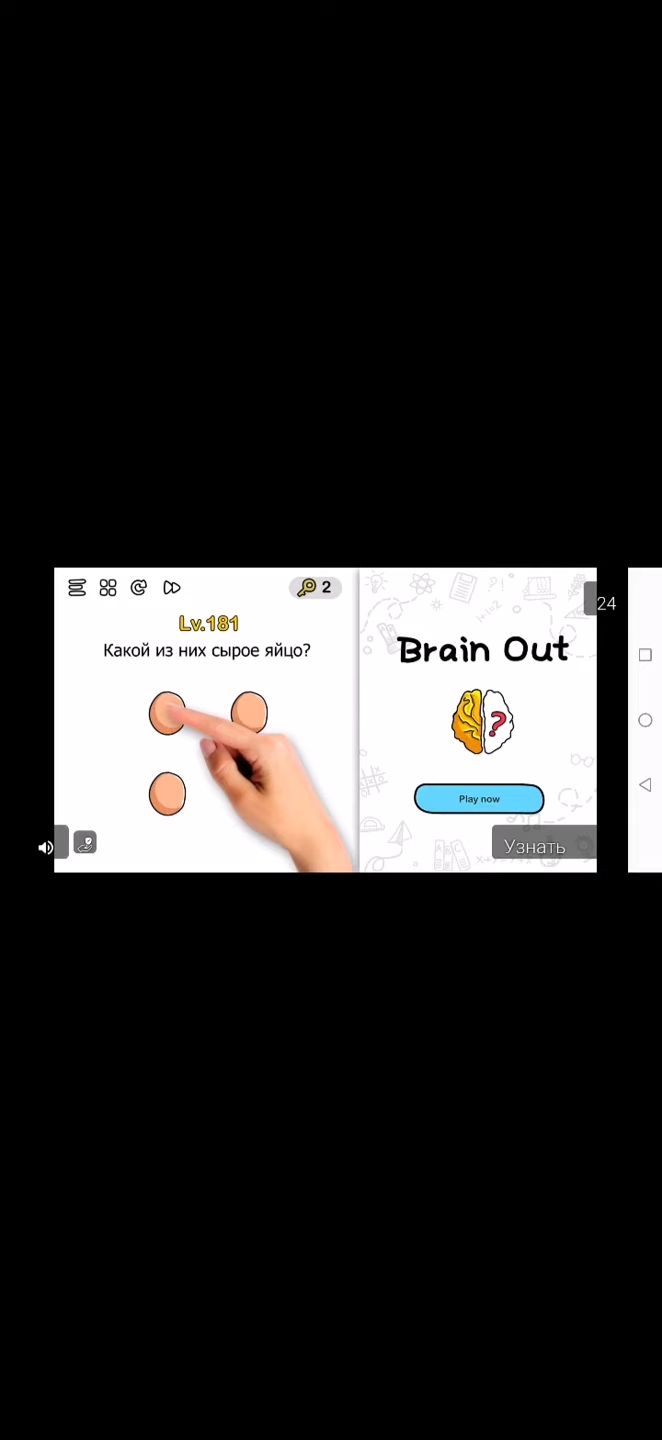 2
Lv.181
Какой из них сырое яйцо?
24
Brain Out
?
Play now
Узнать